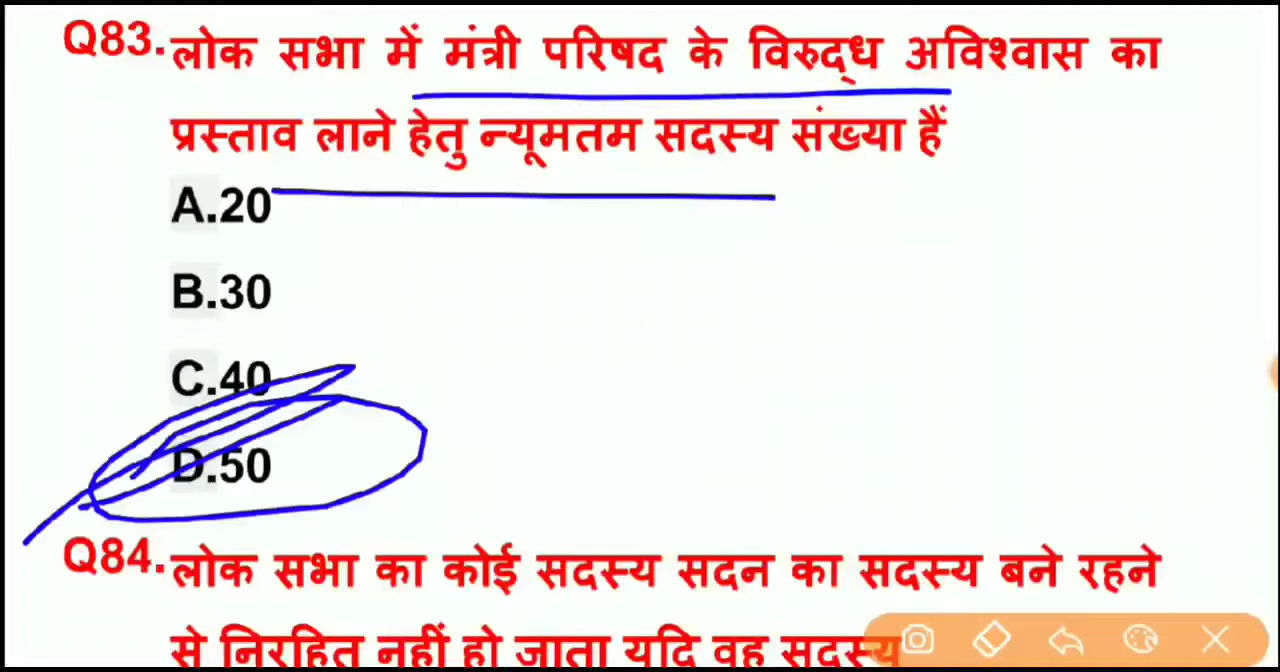 Q83. लोक सभा में मंत्री परिषद के विरुद्ध अविश्वास का
प्रस्ताव लाने हेतु न्यूमतम सदस्य संख्या हैं
A.20
B.30
C.40
D.50
Q84. लोक सभा का कोई सदस्य सदन का सदस्य बने रहने
से निरहित नहीं हो जाता यदि वह सदस्य